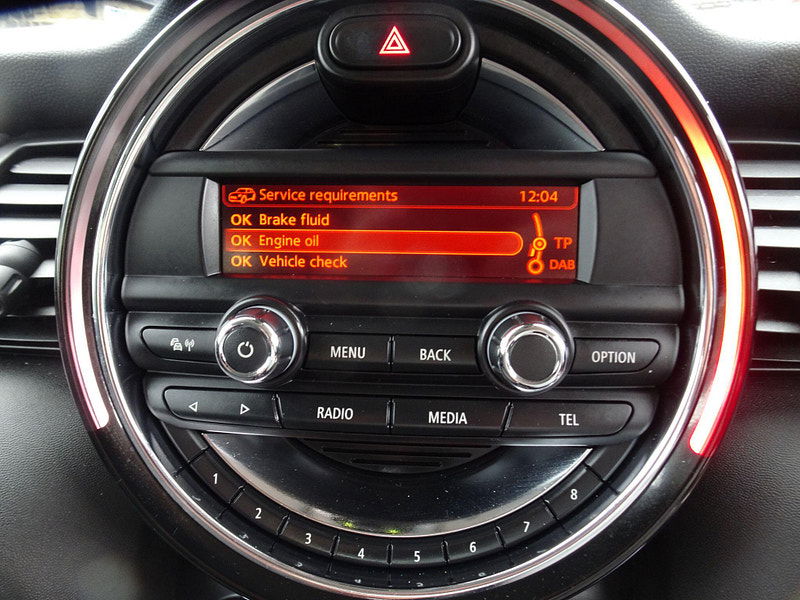 Service requirements 12:04
OK Brake fluid
OK Engine oil TP
OK Vehicle check DAB
MENU BACK OPTION
RADIO MEDIA TEL
1 2 3 4 5 6 7 8